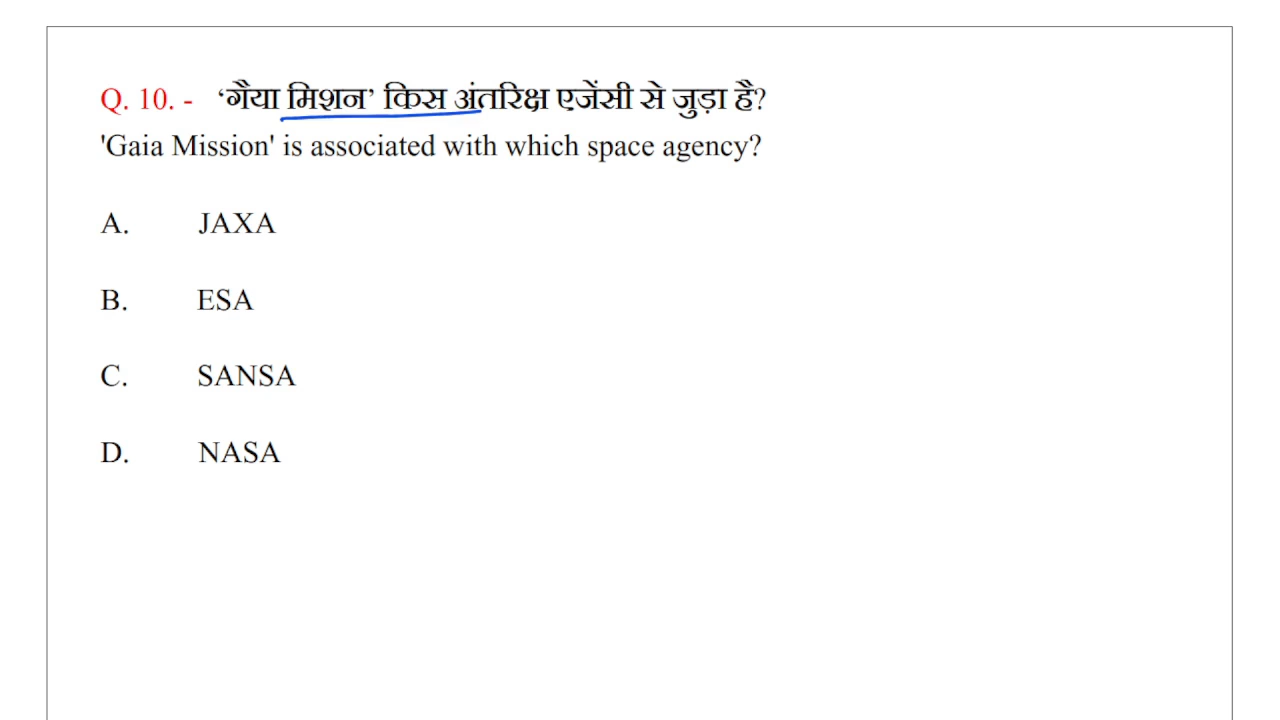 Q. 10. - ‘गैया मिशन’ किस अंतरिक्ष एजेंसी से जुड़ा है?
'Gaia Mission' is associated with which space agency?
A. JAXA
B. ESA
C. SANSA
D. NASA